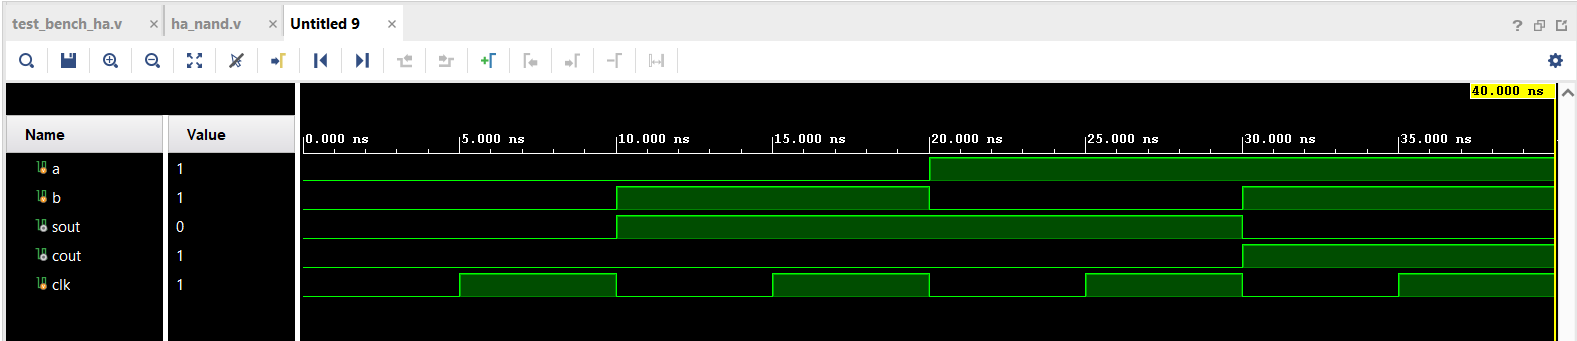 test_bench_ha.v × ha_nand.v × Untitled 9 × ?
40.000 ns
Name Value 0.000 ns 5.000 ns 10.000 ns 15.000 ns 20.000 ns 25.000 ns 30.000 ns 35.000 ns
a 1
b 1
sout 0
cout 1
clk 1